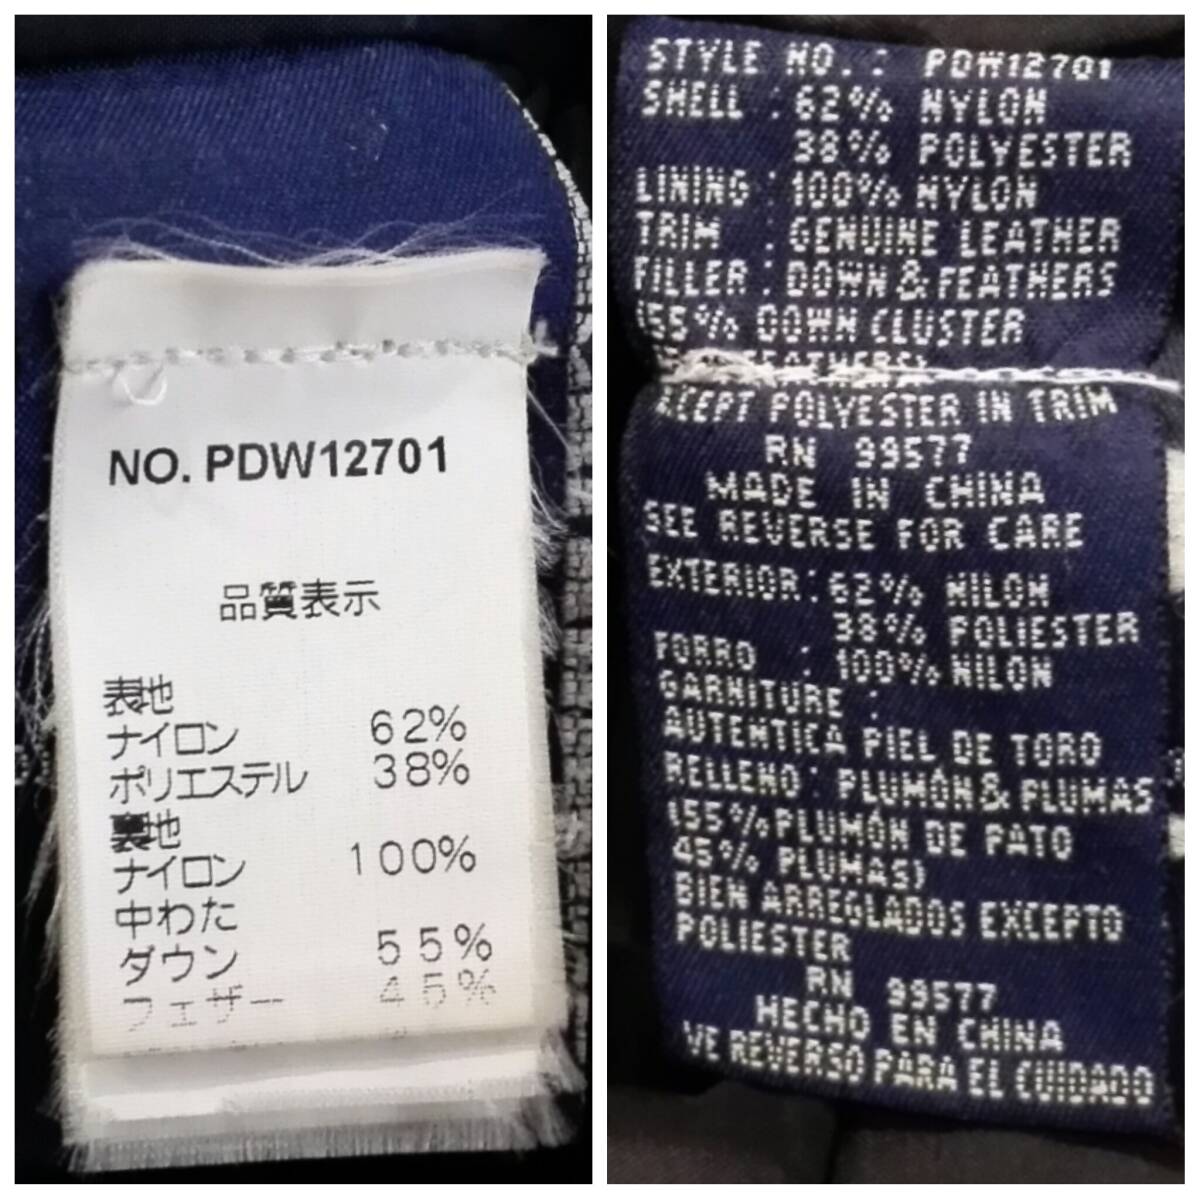 NO. PDW12701
品質表示
表地
ナイロン 62%
ポリエステル 38%
裏地
ナイロン 100%
中わた
ダウン 55%
フェザー 45%
STYLE NO. : PDW12701
SHELL : 62% NYLON
38% POLYESTER
LINING : 100% NYLON
TRIM : GENUINE LEATHER
FILLER : DOWN & FEATHERS
(55% DOWN CLUSTER
FEATHERS)
POLYESTER IN TRIM
RN 99577
MADE IN CHINA
SEE REVERSE FOR CARE
EXTERIOR : 62% NILON
38% POLIESTER
FORRO : 100% NILON
GARNITURE :
AUTENTICA PIEL DE TORO
RELLENO : PLUMÓN & PLUMAS
(55% PLUMÓN DE PATO
45% PLUMAS)
BIEN ARREGLADOS EXCEPTO
POLIESTER
RN 99577
HECHO EN CHINA
VE REVERSO PARA EL CUIDADO